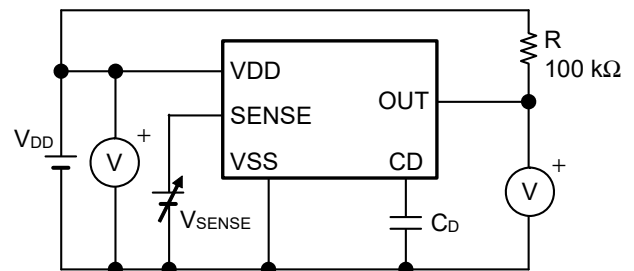 R
100 kΩ
VDD
OUT
SENSE
VDD
+
V
VSS
CD
+
V
VSENSE
CD